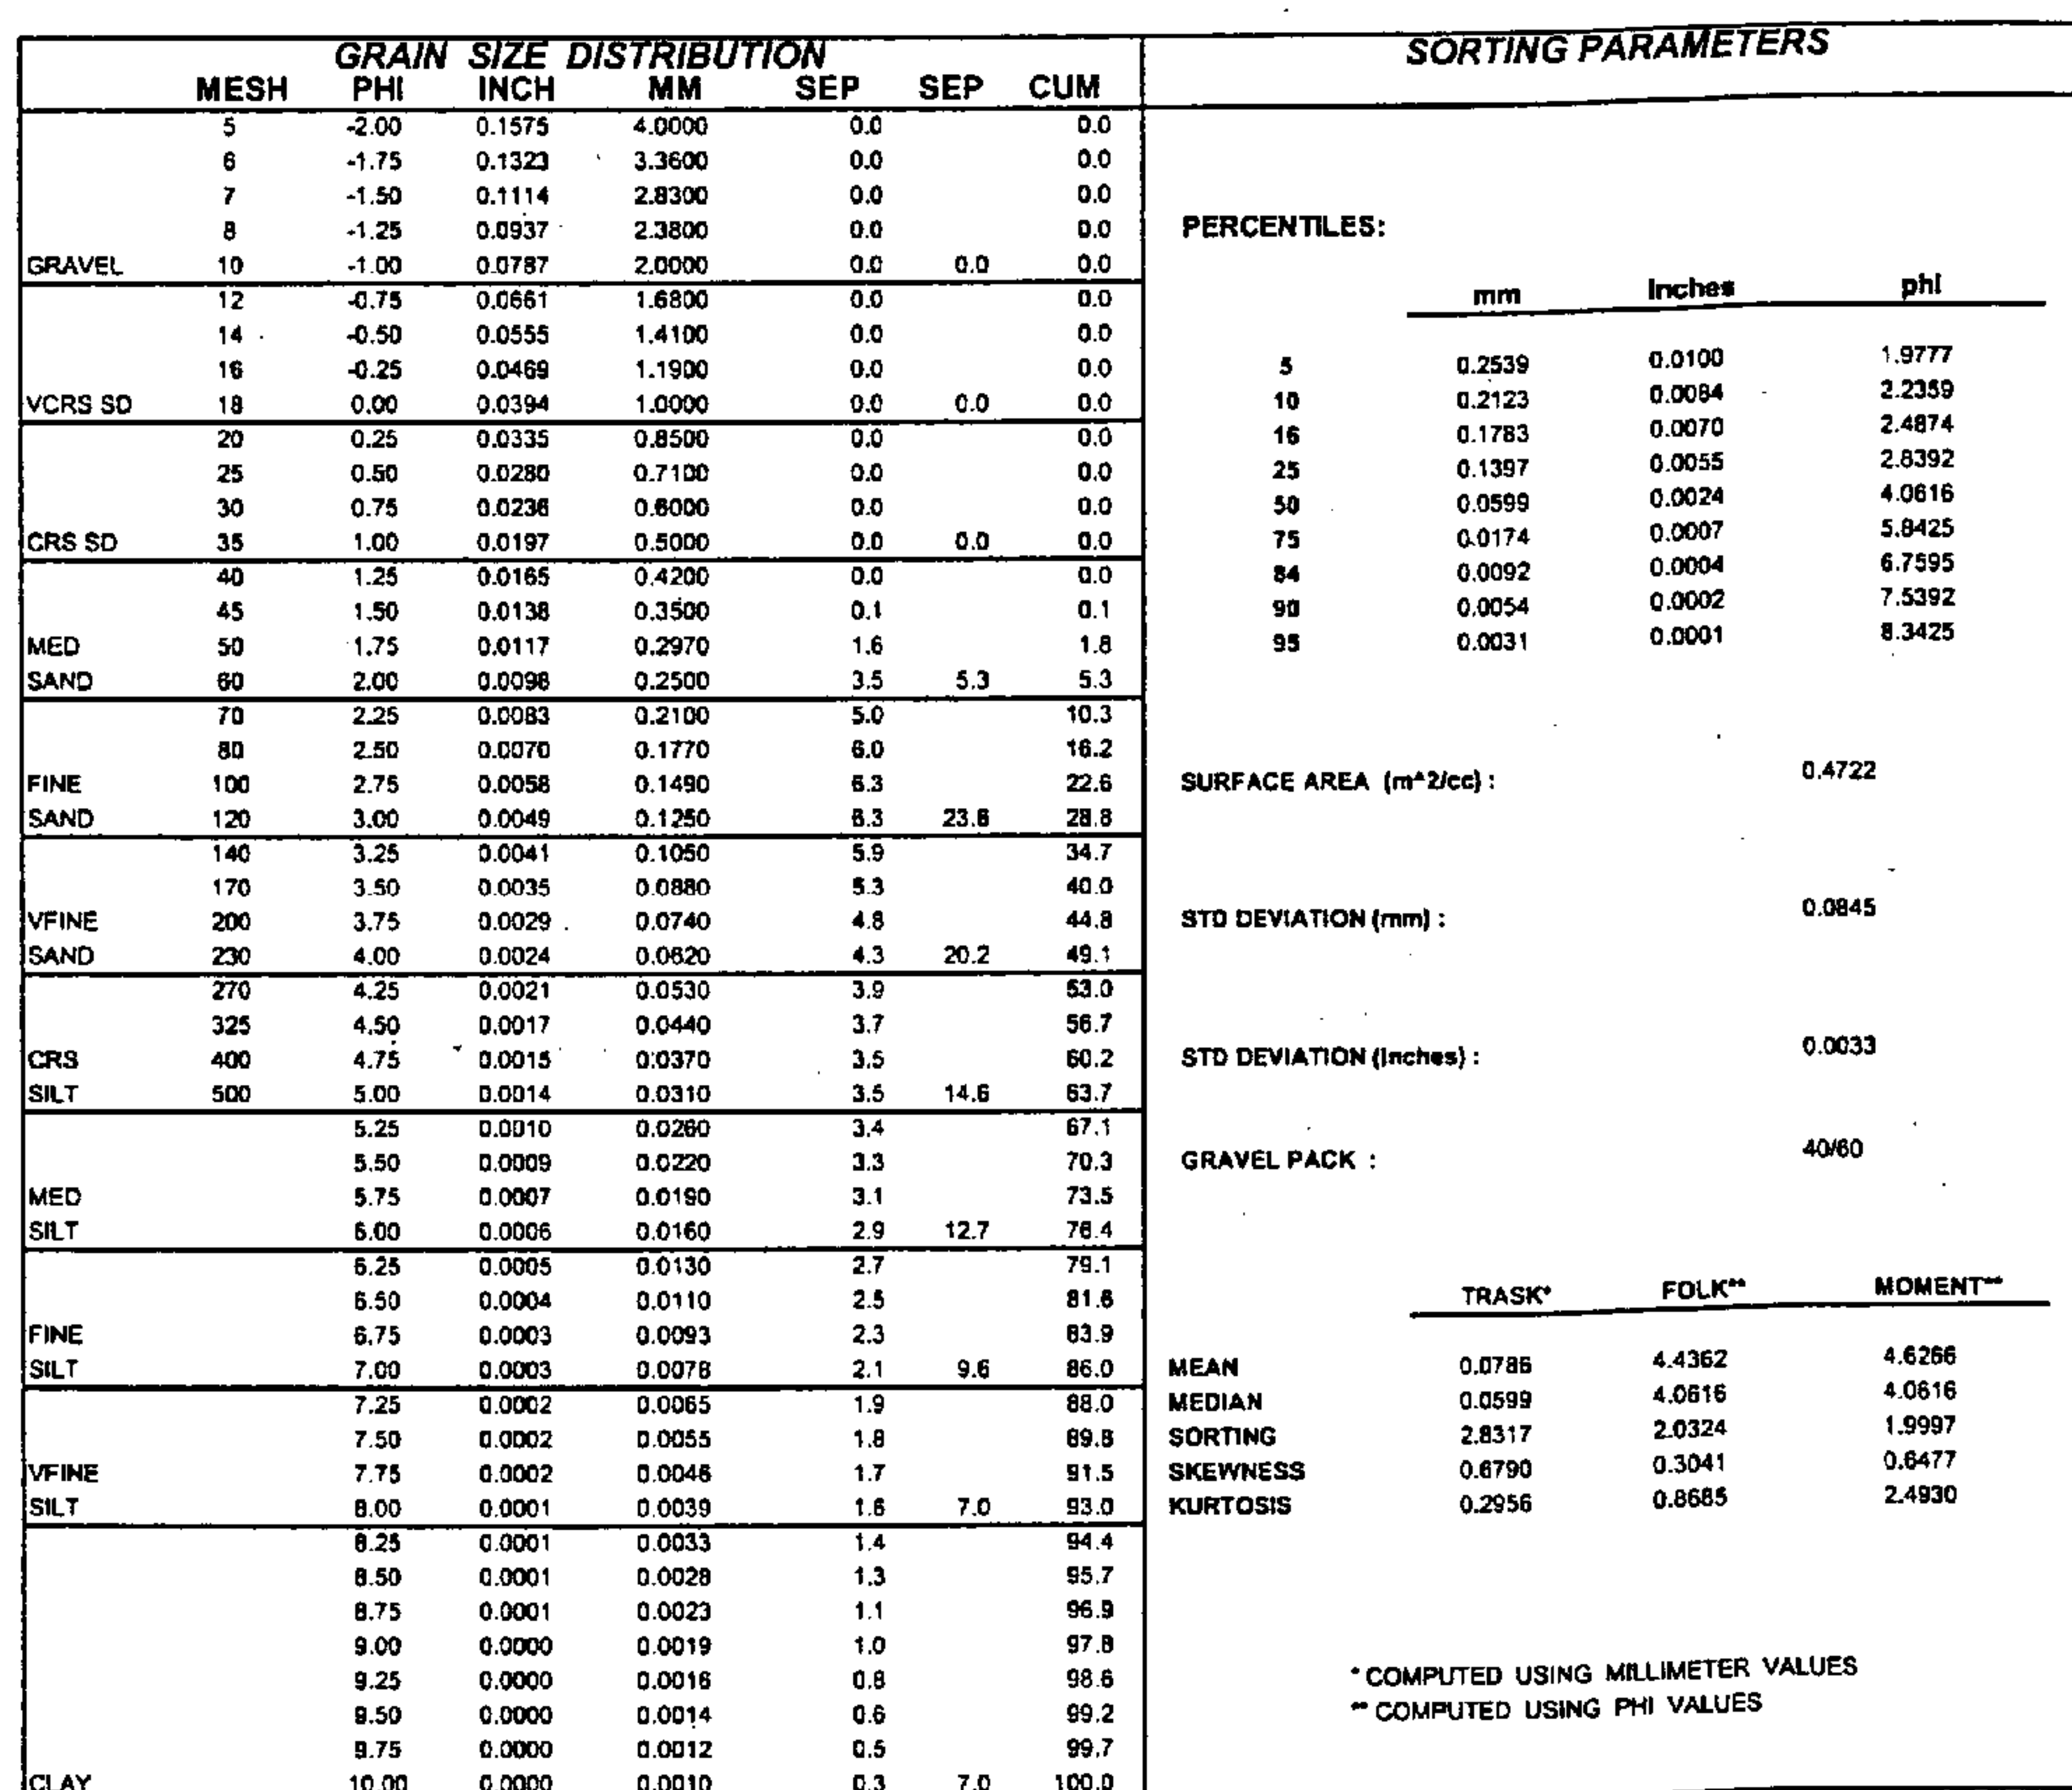 GRAIN SIZE DISTRIBUTION
MESH PHI INCH MM SEP SEP CUM
5 -2.00 0.1575 4.0000 0.0 0.0
6 -1.75 0.1323 3.3600 0.0 0.0
7 -1.50 0.1114 2.8300 0.0 0.0
8 -1.25 0.0937 2.3800 0.0 0.0
GRAVEL 10 -1.00 0.0787 2.0000 0.0 0.0 0.0
12 -0.75 0.0661 1.6800 0.0 0.0
14 -0.50 0.0555 1.4100 0.0 0.0
16 -0.25 0.0469 1.1900 0.0 0.0
VCRS SD 18 0.00 0.0394 1.0000 0.0 0.0 0.0
20 0.25 0.0335 0.8500 0.0 0.0
25 0.50 0.0280 0.7100 0.0 0.0
30 0.75 0.0236 0.6000 0.0 0.0
CRS SD 35 1.00 0.0197 0.5000 0.0 0.0 0.0
40 1.25 0.0165 0.4200 0.0 0.0
45 1.50 0.0138 0.3500 0.1 0.1
MED 50 1.75 0.0117 0.2970 1.6 1.8
SAND 60 2.00 0.0098 0.2500 3.5 5.3 5.3
70 2.25 0.0083 0.2100 5.0 10.3
80 2.50 0.0070 0.1770 6.0 16.2
FINE 100 2.75 0.0058 0.1490 6.3 22.6
SAND 120 3.00 0.0049 0.1250 6.3 23.6 28.8
140 3.25 0.0041 0.1050 5.9 34.7
170 3.50 0.0035 0.0880 5.3 40.0
VFINE 200 3.75 0.0029 0.0740 4.8 44.8
SAND 230 4.00 0.0024 0.0620 4.3 20.2 49.1
270 4.25 0.0021 0.0530 3.9 53.0
325 4.50 0.0017 0.0440 3.7 56.7
CRS 400 4.75 0.0015 0.0370 3.5 60.2
SILT 500 5.00 0.0014 0.0310 3.5 14.6 63.7
5.25 0.0010 0.0260 3.4 67.1
5.50 0.0009 0.0220 3.3 70.3
MED 5.75 0.0007 0.0190 3.1 73.5
SILT 6.00 0.0006 0.0160 2.9 12.7 76.4
6.25 0.0005 0.0130 2.7 79.1
6.50 0.0004 0.0110 2.5 81.6
FINE 6.75 0.0003 0.0093 2.3 83.9
SILT 7.00 0.0003 0.0078 2.1 9.6 86.0
7.25 0.0002 0.0065 1.9 88.0
7.50 0.0002 0.0055 1.8 89.8
VFINE 7.75 0.0002 0.0046 1.7 91.5
SILT 8.00 0.0001 0.0039 1.6 7.0 93.0
8.25 0.0001 0.0033 1.4 94.4
8.50 0.0001 0.0028 1.3 95.7
8.75 0.0001 0.0023 1.1 96.9
9.00 0.0000 0.0019 1.0 97.8
9.25 0.0000 0.0016 0.8 98.6
9.50 0.0000 0.0014 0.6 99.2
9.75 0.0000 0.0012 0.5 99.7
CLAY 10.00 0.0000 0.0010 0.3 7.0 100.0
SORTING PARAMETERS
PERCENTILES:
mm Inches phi
5 0.2539 0.0100 1.9777
10 0.2123 0.0084 2.2359
16 0.1783 0.0070 2.4874
25 0.1397 0.0055 2.8392
50 0.0599 0.0024 4.0616
75 0.0174 0.0007 5.8425
84 0.0092 0.0004 6.7595
90 0.0054 0.0002 7.5392
95 0.0031 0.0001 8.3425
SURFACE AREA (m^2/cc) : 0.4722
STD DEVIATION (mm) : 0.0845
STD DEVIATION (Inches) : 0.0033
GRAVEL PACK : 40/60
TRASK* FOLK** MOMENT**
MEAN 0.0786 4.4362 4.6266
MEDIAN 0.0599 4.0616 4.0616
SORTING 2.8317 2.0324 1.9997
SKEWNESS 0.6790 0.3041 0.6477
KURTOSIS 0.2956 0.8685 2.4930
* COMPUTED USING MILLIMETER VALUES
** COMPUTED USING PHI VALUES